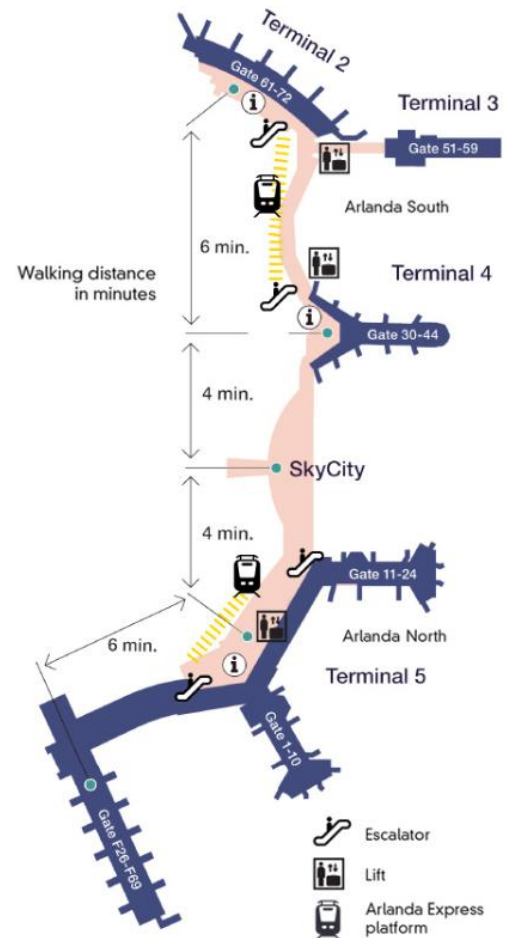 Terminal 2
Gate 61-72
Terminal 3
Gate 51-59
Arlanda South
6 min.
Walking distance
in minutes
Terminal 4
Gate 30-44
4 min.
SkyCity
4 min.
Gate 11-24
Arlanda North
6 min.
Terminal 5
Gate 1-10
Gate F26-F69
Escalator
Lift
Arlanda Express
platform